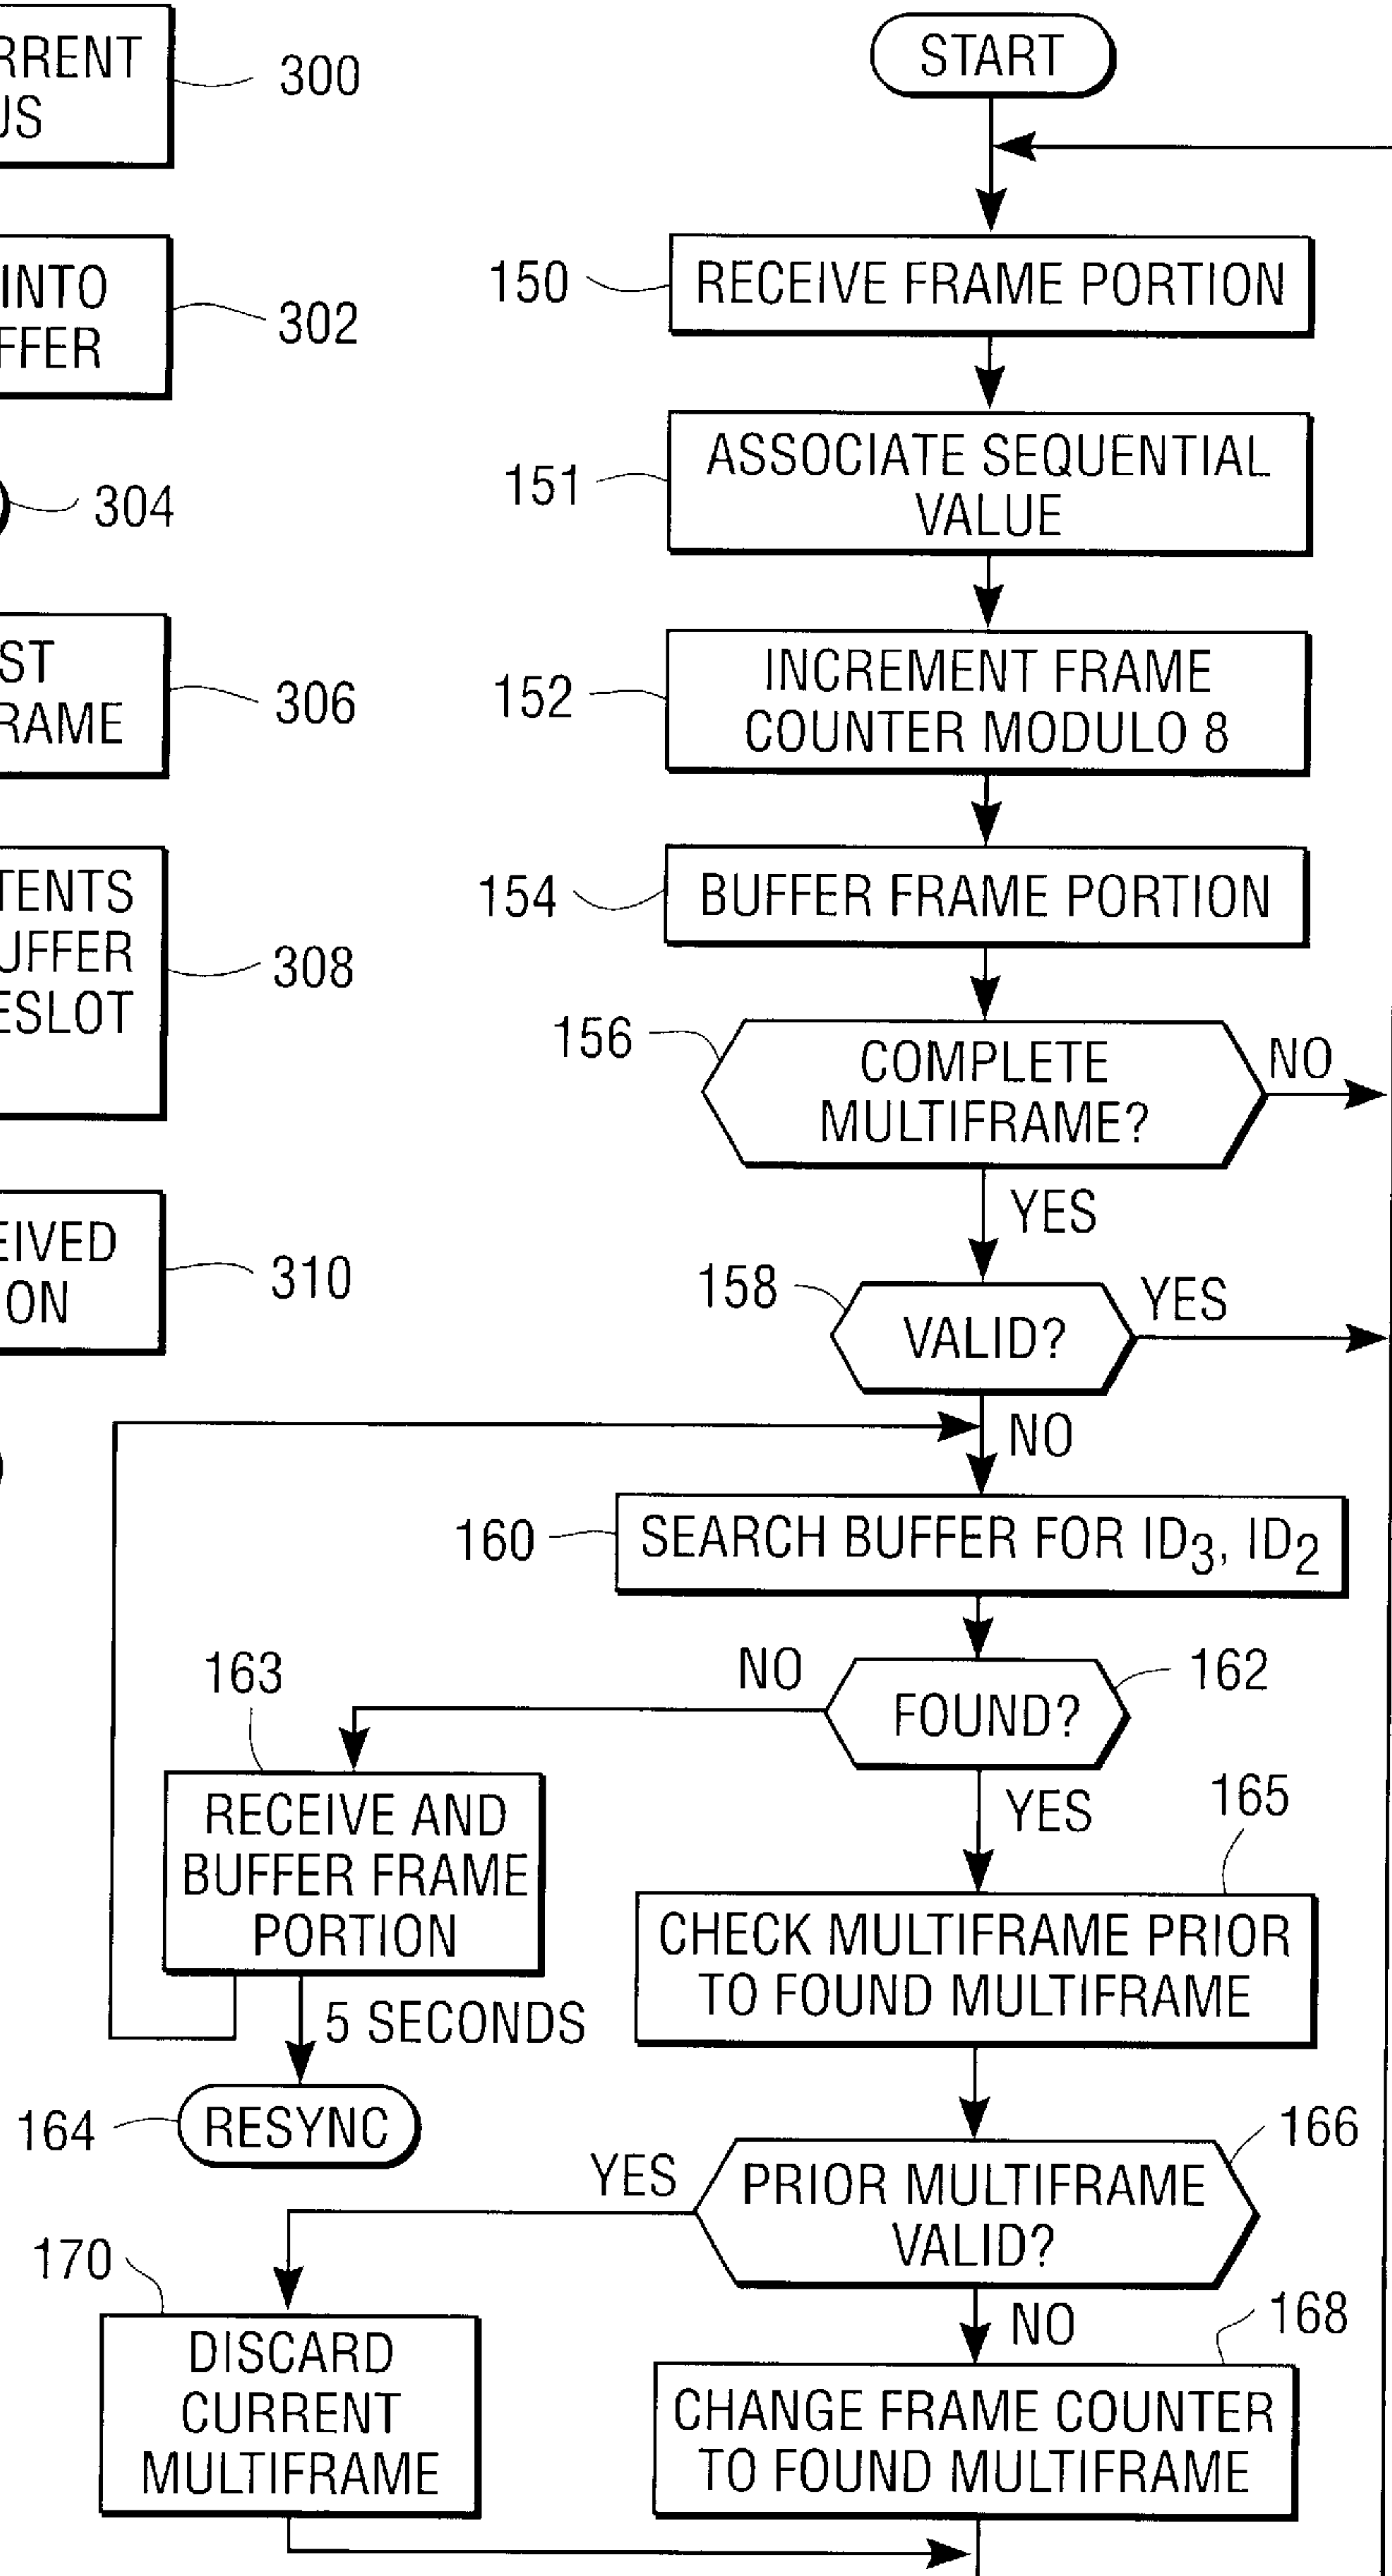 RRENT
US
300
INTO
FFER
302
304
ST
RAME
306
TENTS
UFFER
ESLOT
308
EIVED
ON
310
START
150
RECEIVE FRAME PORTION
151
ASSOCIATE SEQUENTIAL
VALUE
152
INCREMENT FRAME
COUNTER MODULO 8
154
BUFFER FRAME PORTION
156
COMPLETE
MULTIFRAME?
NO
YES
158
VALID?
YES
NO
160
SEARCH BUFFER FOR ID3, ID2
162
FOUND?
NO
YES
163
RECEIVE AND
BUFFER FRAME
PORTION
5 SECONDS
164
RESYNC
165
CHECK MULTIFRAME PRIOR
TO FOUND MULTIFRAME
166
PRIOR MULTIFRAME
VALID?
YES
NO
170
DISCARD
CURRENT
MULTIFRAME
168
CHANGE FRAME COUNTER
TO FOUND MULTIFRAME